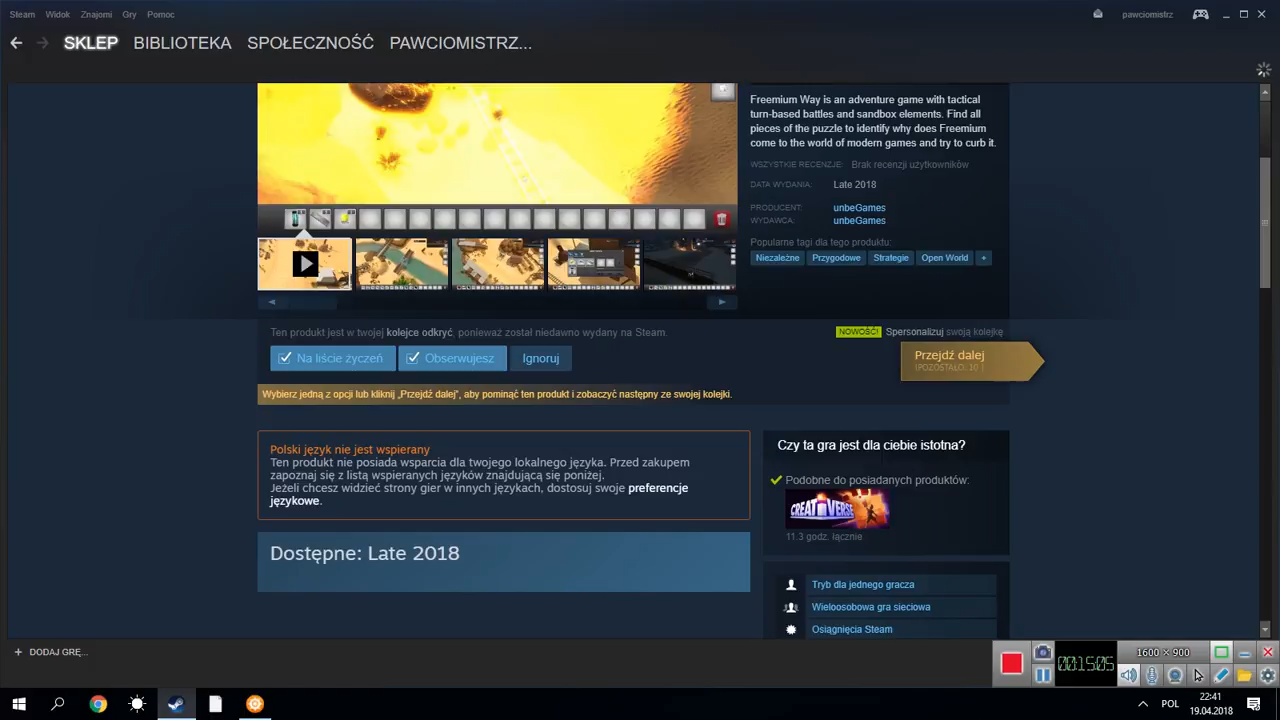 Steam Widok Znajomi Gry Pomoc
pawciomistrz
SKLEP BIBLIOTEKA SPOŁECZNOŚĆ PAWCIOMISTRZ...
Freemium Way is an adventure game with tactical
turn-based battles and sandbox elements. Find all
pieces of the puzzle to identify why does Freemium
come to the world of modern games and try to curb it.
WSZYSTKIE RECENZJE: Brak recenzji użytkowników
DATA WYDANIA: Late 2018
PRODUCENT: unbeGames
WYDAWCA: unbeGames
Popularne tagi dla tego produktu:
Niezależne Przygodowe Strategie Open World +
Ten produkt jest w twojej kolejce odkryć, ponieważ został niedawno wydany na Steam.
NOWOŚĆ! Spersonalizuj swoją kolejkę
Na liście życzeń Obserwujesz Ignoruj
Przejdź dalej
(POZOSTAŁO: 10 )
Wybierz jedną z opcji lub kliknij „Przejdź dalej”, aby pominąć ten produkt i zobaczyć następny ze swojej kolejki.
Polski język nie jest wspierany
Ten produkt nie posiada wsparcia dla twojego lokalnego języka. Przed zakupem
zapoznaj się z listą wspieranych języków znajdującą się poniżej.
Jeżeli chcesz widzieć strony gier w innych językach, dostosuj swoje preferencje
językowe.
Dostępne: Late 2018
Czy ta gra jest dla ciebie istotna?
Podobne do posiadanych produktów:
CREATIVERSE
11.3 godz. łącznie
Tryb dla jednego gracza
Wieloosobowa gra sieciowa
Osiągnięcia Steam
+ DODAJ GRĘ...
00:15:05
1600 × 900
POL
22:41
19.04.2018